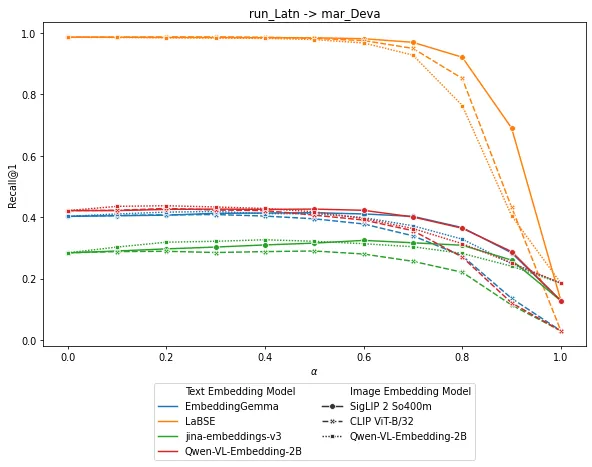 run_Latn -> mar_Deva
Recall@1
1.0
0.8
0.6
0.4
0.2
0.0
0.0 0.2 0.4 0.6 0.8 1.0
α
Text Embedding Model Image Embedding Model
EmbeddingGemma SigLIP 2 So400m
LaBSE CLIP ViT-B/32
jina-embeddings-v3 Qwen-VL-Embedding-2B
Qwen-VL-Embedding-2B